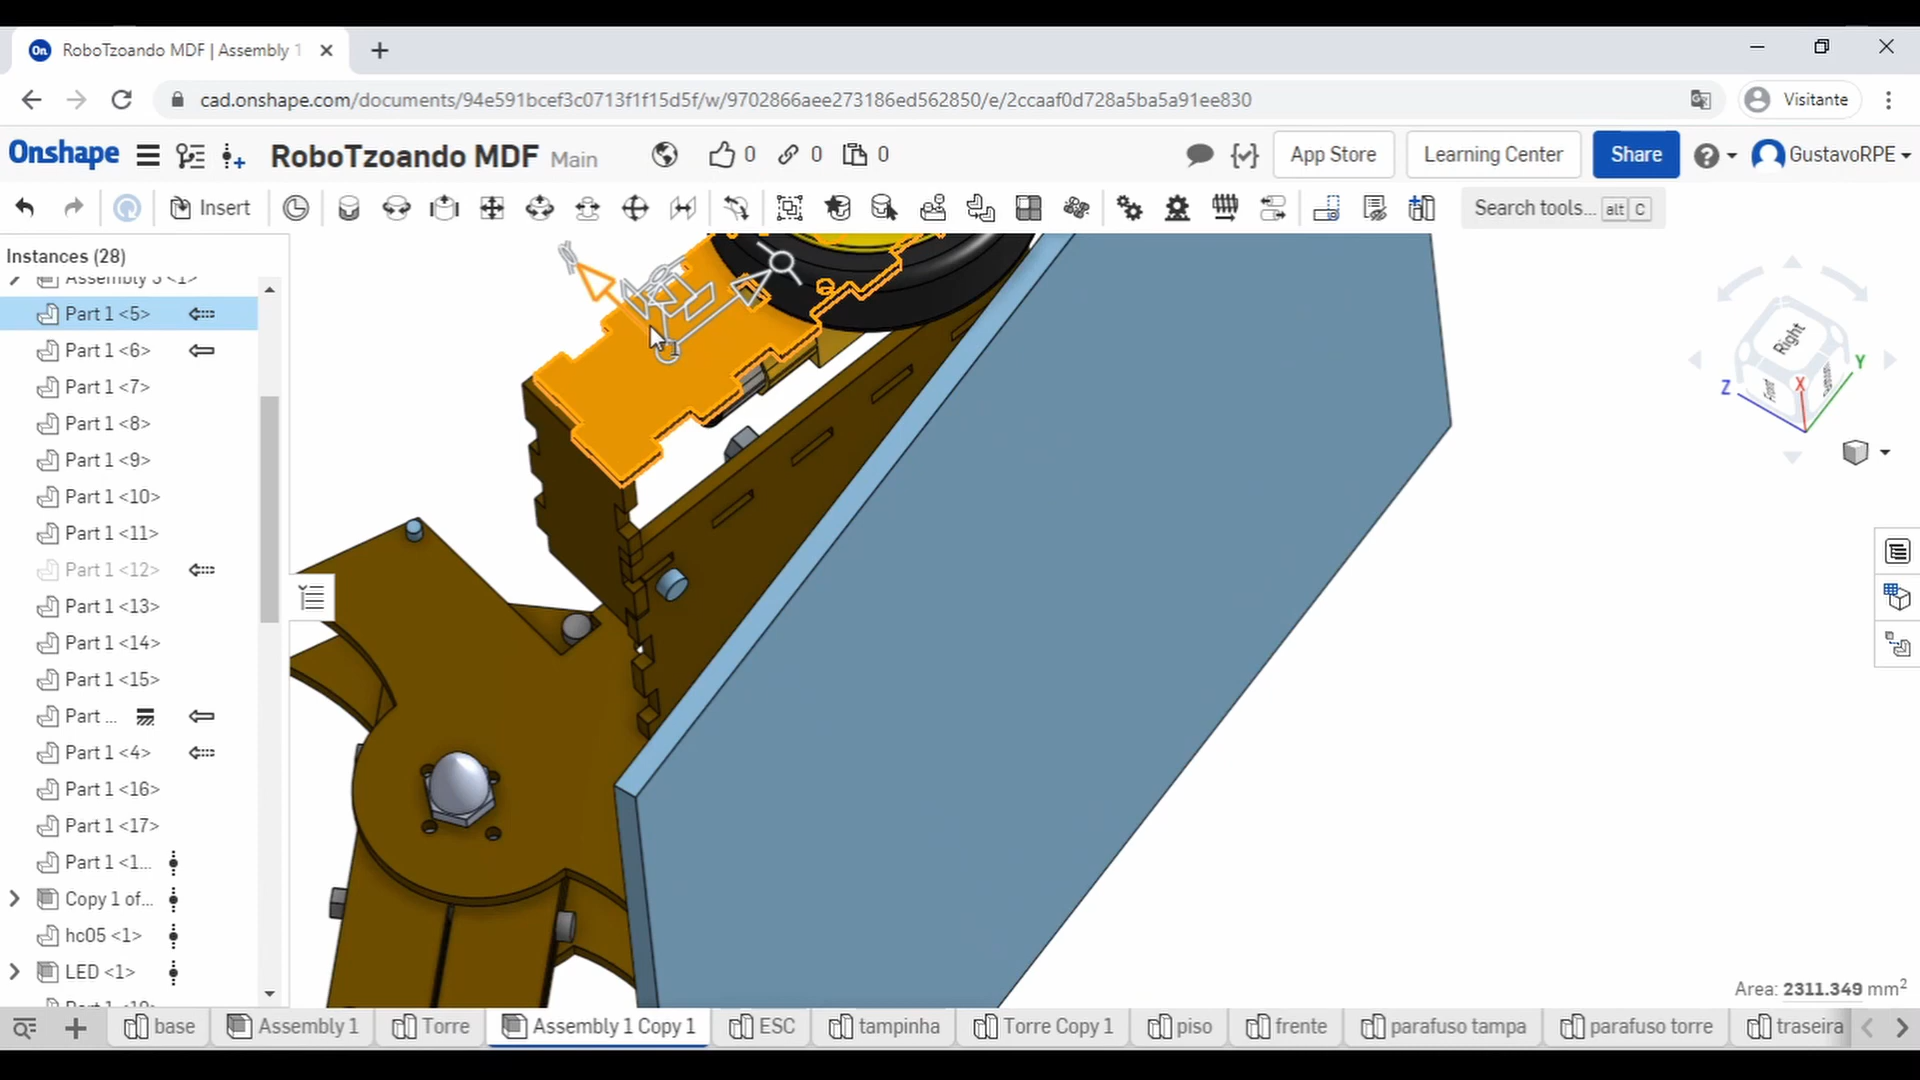 On RoboTzoando MDF | Assembly 1
cad.onshape.com/documents/94e591bcef3c0713f1f15d5f/w/9702866aee273186ed562850/e/2ccaaf0d728a5ba5a91ee830
Visitante
Onshape
RoboTzoando MDF Main
0
0
0
App Store
Learning Center
Share
GustavoRPE
Insert
Search tools... alt C
Instances (28)
Assembly 3 <1>
Part 1 <5>
Part 1 <6>
Part 1 <7>
Part 1 <8>
Part 1 <9>
Part 1 <10>
Part 1 <11>
Part 1 <12>
Part 1 <13>
Part 1 <14>
Part 1 <15>
Part ...
Part 1 <4>
Part 1 <16>
Part 1 <17>
Part 1 <1...
Copy 1 of...
hc05 <1>
LED <1>
Right
Front
Z
X
Y
Area: 2311.349 mm²
base
Assembly 1
Torre
Assembly 1 Copy 1
ESC
tampinha
Torre Copy 1
piso
frente
parafuso tampa
parafuso torre
traseira